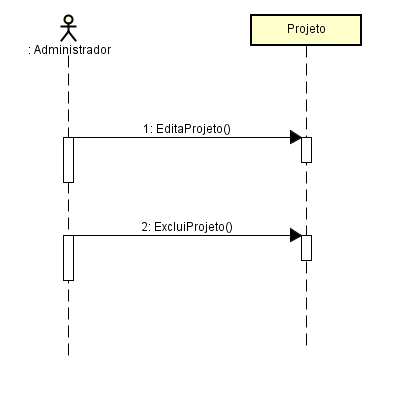 Projeto
: Administrador
1: EditaProjeto()
2: ExcluiProjeto()